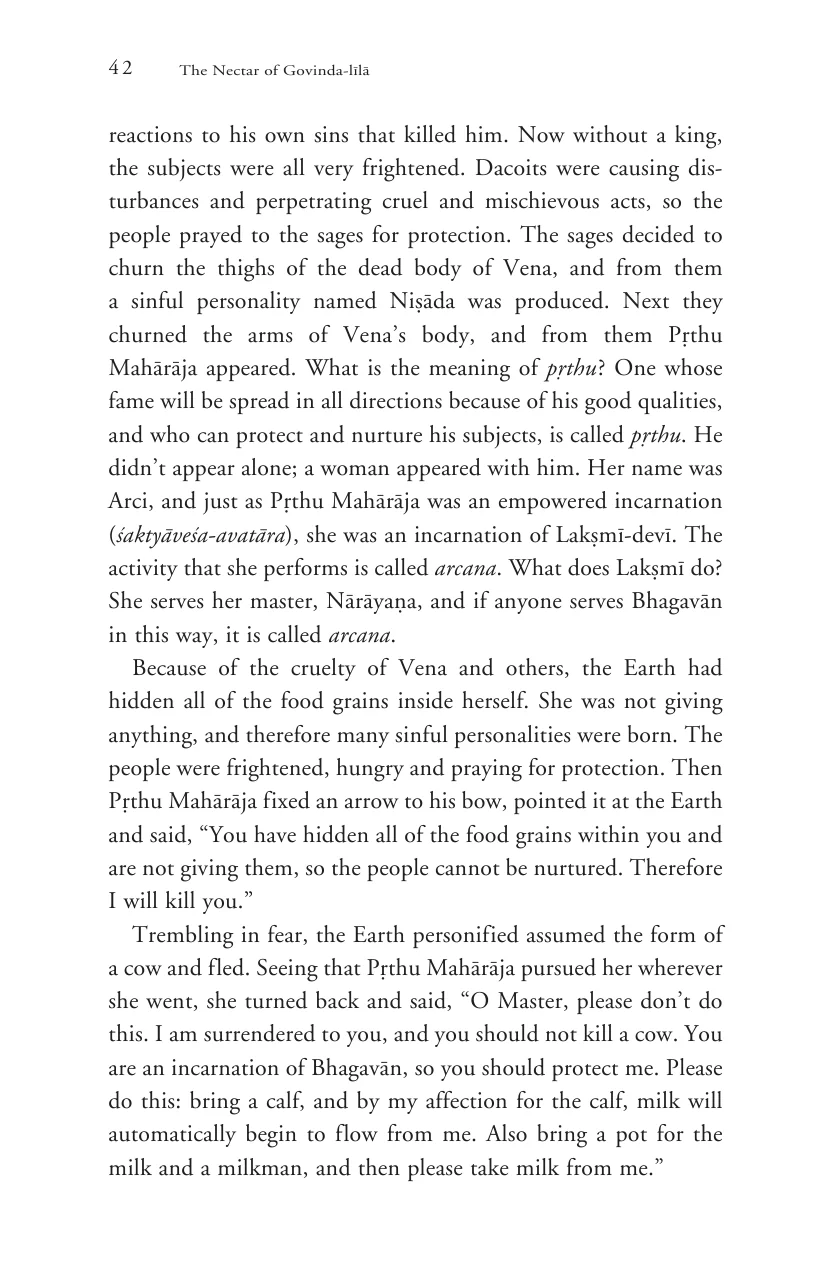 42 The Nectar of Govinda-līlā
reactions to his own sins that killed him. Now without a king,
the subjects were all very frightened. Dacoits were causing dis-
turbances and perpetrating cruel and mischievous acts, so the
people prayed to the sages for protection. The sages decided to
churn the thighs of the dead body of Vena, and from them
a sinful personality named Niṣāda was produced. Next they
churned the arms of Vena’s body, and from them Pṛthu
Mahārāja appeared. What is the meaning of pṛthu? One whose
fame will be spread in all directions because of his good qualities,
and who can protect and nurture his subjects, is called pṛthu. He
didn’t appear alone; a woman appeared with him. Her name was
Arci, and just as Pṛthu Mahārāja was an empowered incarnation
(śaktyāveśa-avatāra), she was an incarnation of Lakṣmī-devī. The
activity that she performs is called arcana. What does Lakṣmī do?
She serves her master, Nārāyaṇa, and if anyone serves Bhagavān
in this way, it is called arcana.
Because of the cruelty of Vena and others, the Earth had
hidden all of the food grains inside herself. She was not giving
anything, and therefore many sinful personalities were born. The
people were frightened, hungry and praying for protection. Then
Pṛthu Mahārāja fixed an arrow to his bow, pointed it at the Earth
and said, “You have hidden all of the food grains within you and
are not giving them, so the people cannot be nurtured. Therefore
I will kill you.”
Trembling in fear, the Earth personified assumed the form of
a cow and fled. Seeing that Pṛthu Mahārāja pursued her wherever
she went, she turned back and said, “O Master, please don’t do
this. I am surrendered to you, and you should not kill a cow. You
are an incarnation of Bhagavān, so you should protect me. Please
do this: bring a calf, and by my affection for the calf, milk will
automatically begin to flow from me. Also bring a pot for the
milk and a milkman, and then please take milk from me.”